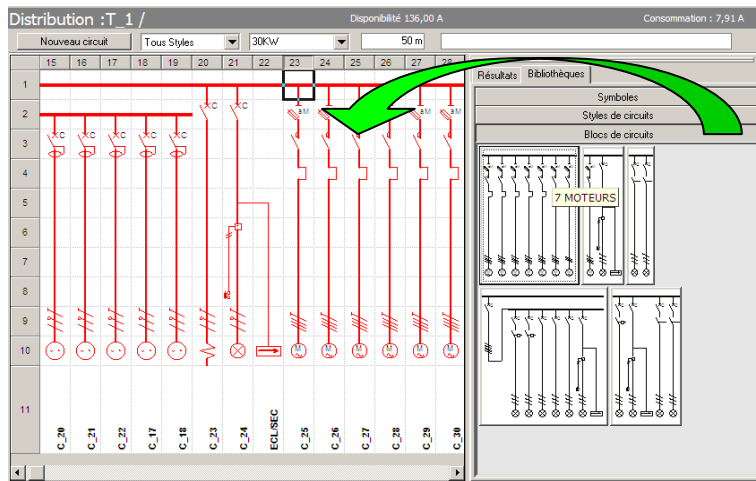 Distribution :T_1 /
Disponibilité 136,00 A
Consommation : 7,91 A
Nouveau circuit
Tous Styles
30KW
50 m
15 16 17 18 19 20 21 22 23 24 25 26 27 28
Résultats
Bibliothèques
Symboles
Styles de circuits
Blocs de circuits
1
2
C C aM aM aM
3
C C C C C
4
5
6
7
8
9
10
M M M M M M
11
C_20 C_21 C_22 C_17 C_18 C_23 C_24 ECL/SEC C_25 C_26 C_27 C_28 C_29 C_30
7 MOTEURS